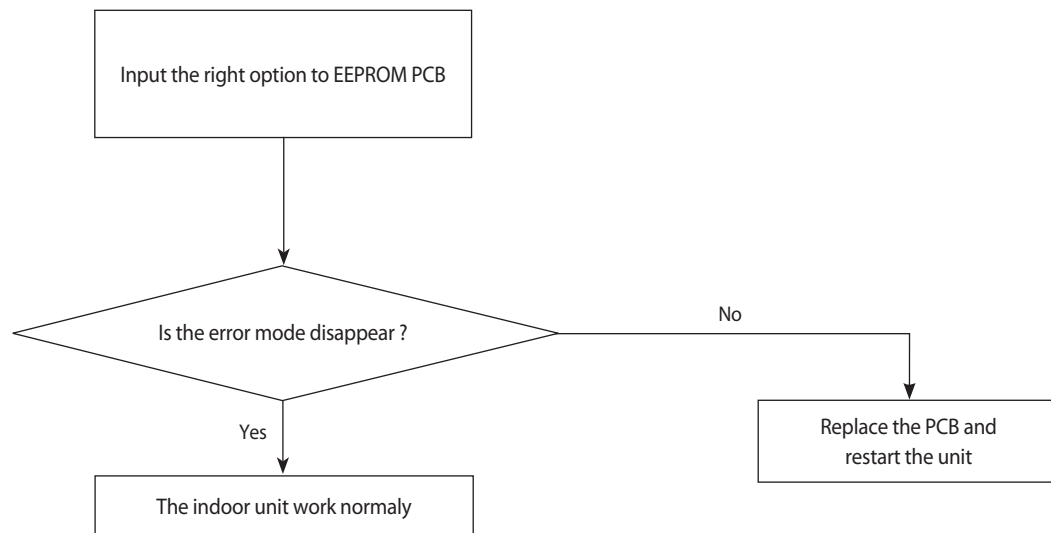 Input the right option to EEPROM PCB
Is the error mode disappear ?
No
Yes
Replace the PCB and
restart the unit
The indoor unit work normaly